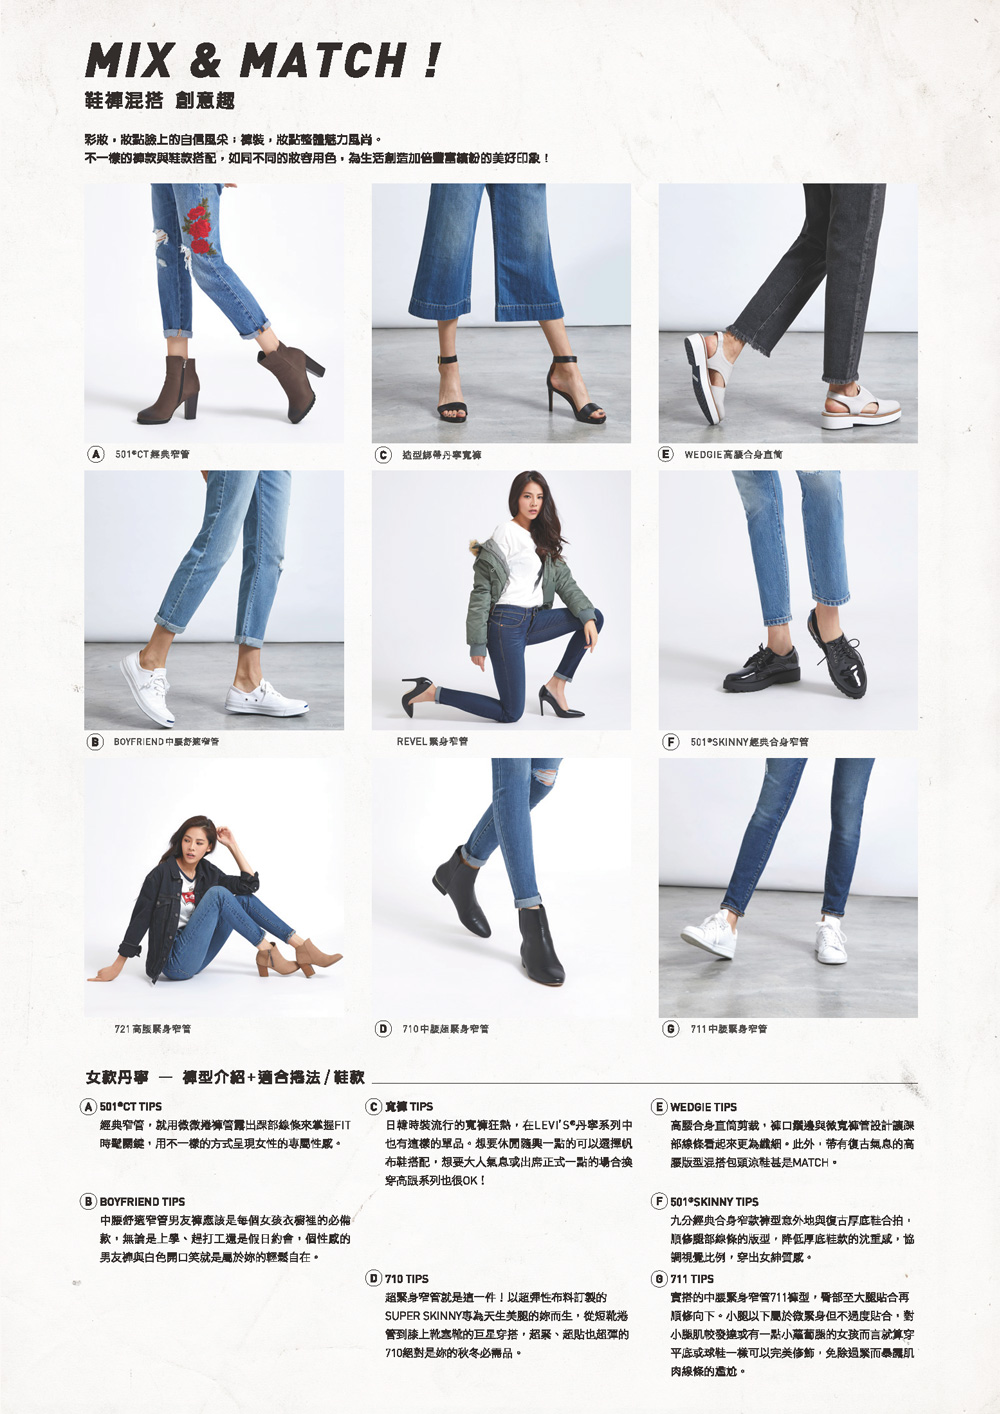 MIX & MATCH !
鞋褲混搭 創意趣
彩妝，妝點臉上的自信風采；褲裝，妝點整體魅力風尚。
不一樣的褲款與鞋款搭配，如同不同的妝容用色，為生活創造加倍豐富繽紛的美好印象！
A 501®CT 經典窄管
C 造型綁帶丹寧寬褲
E WEDGIE高腰合身直筒
B BOYFRIEND中腰舒適窄管
REVEL 緊身窄管
F 501®SKINNY 經典合身窄管
721 高腰緊身窄管
D 710 中腰超緊身窄管
G 711 中腰緊身窄管
女款丹寧 — 褲型介紹+適合捲法 / 鞋款
A 501®CT TIPS
經典窄管，就用微微捲褲管露出踝部線條來掌握FIT
時髦關鍵，用不一樣的方式呈現女性的專屬性感。
B BOYFRIEND TIPS
中腰舒適窄管男友褲應該是每個女孩衣櫥裡的必備
款，無論是上學、趕打工還是假日約會，個性感的
男友褲與白色開口笑就是屬於妳的輕鬆自在。
C 寬褲 TIPS
日韓時裝流行的寬褲狂熱，在LEVI'S®丹寧系列中
也有這樣的單品。想要休閒隨興一點的可以選擇帆
布鞋搭配，想要大人氣息或出席正式一點的場合換
穿高跟系列也很OK！
D 710 TIPS
超緊身窄管就是這一件！以超彈性布料訂製的
SUPER SKINNY專為天生美腿的妳而生，從短靴捲
管到膝上靴塞靴的巨星穿搭，超緊、超貼也超彈的
710絕對是妳的秋冬必需品。
E WEDGIE TIPS
高腰合身直筒剪裁，褲口鬚邊與微寬褲管設計讓踝
部線條看起來更為纖細。此外，帶有復古氣息的高
腰版型混搭包頭涼鞋甚是MATCH。
F 501®SKINNY TIPS
九分經典合身窄款褲型意外地與復古厚底鞋合拍，
順修腿部線條的版型，降低厚底鞋款的沈重感，協
調視覺比例，穿出女紳質感。
G 711 TIPS
實搭的中腰緊身窄管711褲型，臀部至大腿貼合再
順修向下。小腿以下屬於微緊身但不過度貼合，對
小腿肌較發達或有一點小蘿蔔腿的女孩而言就算穿
平底或球鞋一樣可以完美修飾，免除過緊而暴露肌
肉線條的尷尬。